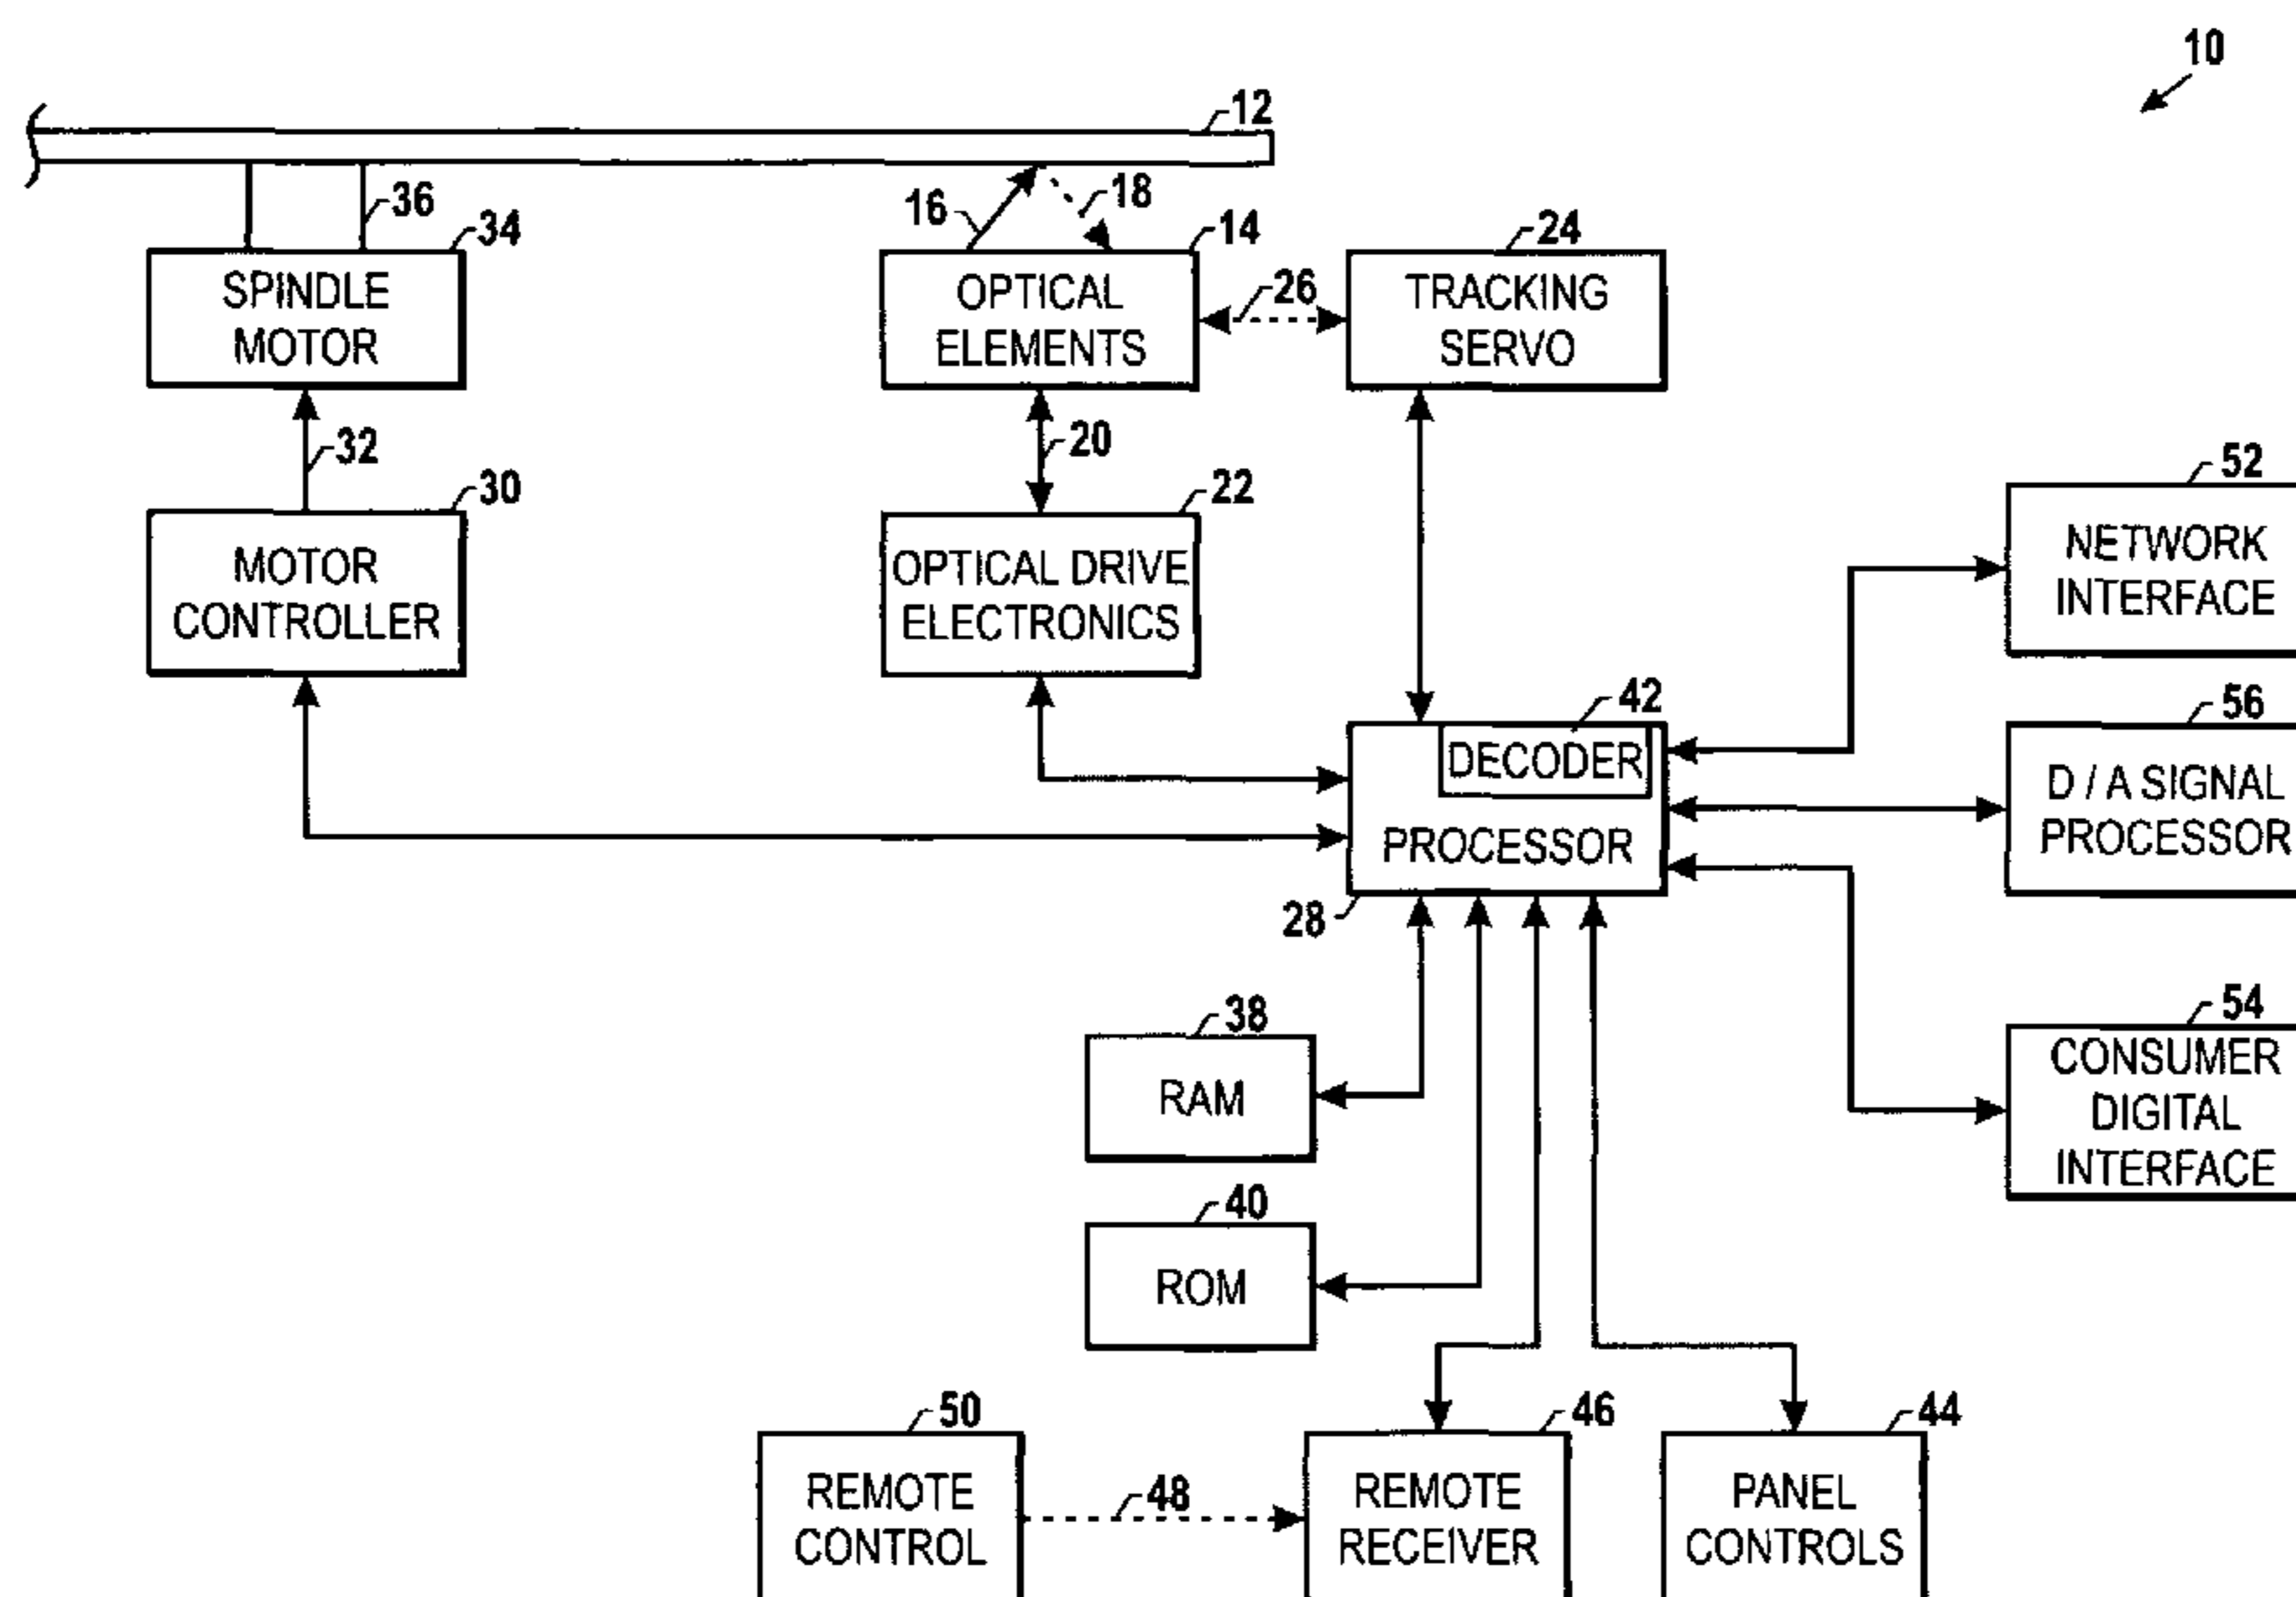 10
12
36
34
16
18
14
24
SPINDLE
MOTOR
OPTICAL
ELEMENTS
26
TRACKING
SERVO
32
20
30
22
52
MOTOR
CONTROLLER
OPTICAL DRIVE
ELECTRONICS
NETWORK
INTERFACE
42
56
DECODER
PROCESSOR
28
D / A SIGNAL
PROCESSOR
38
RAM
54
CONSUMER
DIGITAL
INTERFACE
40
ROM
50
46
44
REMOTE
CONTROL
48
REMOTE
RECEIVER
PANEL
CONTROLS